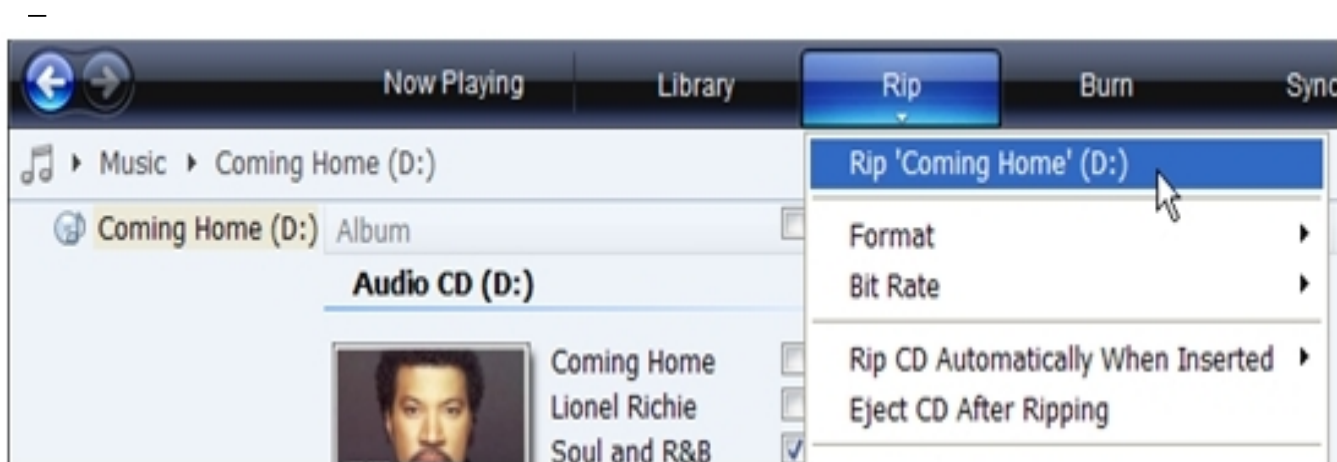 Now Playing Library Rip Burn Sync
Music Coming Home (D:)
Rip 'Coming Home' (D:)
Coming Home (D:) Album
Format
Audio CD (D:)
Bit Rate
Rip CD Automatically When Inserted
Coming Home
Lionel Richie
Eject CD After Ripping
Soul and R&B